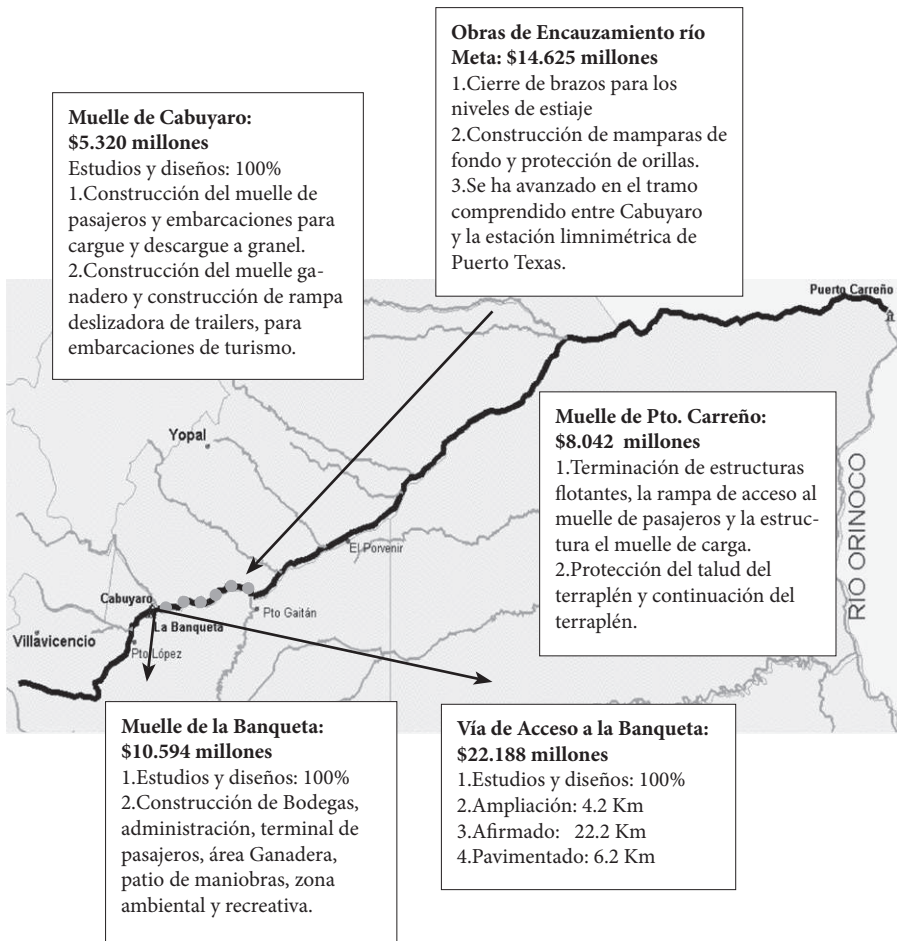 Obras de Encauzamiento río
Meta: $14.625 millones
1.Cierre de brazos para los
niveles de estiaje
2.Construcción de mamparas de
fondo y protección de orillas.
3.Se ha avanzado en el tramo
comprendido entre Cabuyaro
y la estación limnimétrica de
Puerto Texas.
Muelle de Cabuyaro:
$5.320 millones
Estudios y diseños: 100%
1.Construcción del muelle de
pasajeros y embarcaciones para
cargue y descargue a granel.
2.Construcción del muelle ga-
nadero y construcción de rampa
deslizadora de trailers, para
embarcaciones de turismo.
Puerto Carreño
Muelle de Pto. Carreño:
$8.042 millones
1.Terminación de estructuras
flotantes, la rampa de acceso al
muelle de pasajeros y la estruc-
tura el muelle de carga.
2.Protección del talud del
terraplén y continuación del
terraplén.
Yopal
RIO ORINOCO
El Porvenir
Cabuyaro
Pto Gaitán
La Banqueta
Villavicencio
Pto López
Muelle de la Banqueta:
$10.594 millones
1.Estudios y diseños: 100%
2.Construcción de Bodegas,
administración, terminal de
pasajeros, área Ganadera,
patio de maniobras, zona
ambiental y recreativa.
Vía de Acceso a la Banqueta:
$22.188 millones
1.Estudios y diseños: 100%
2.Ampliación: 4.2 Km
3.Afirmado: 22.2 Km
4.Pavimentado: 6.2 Km